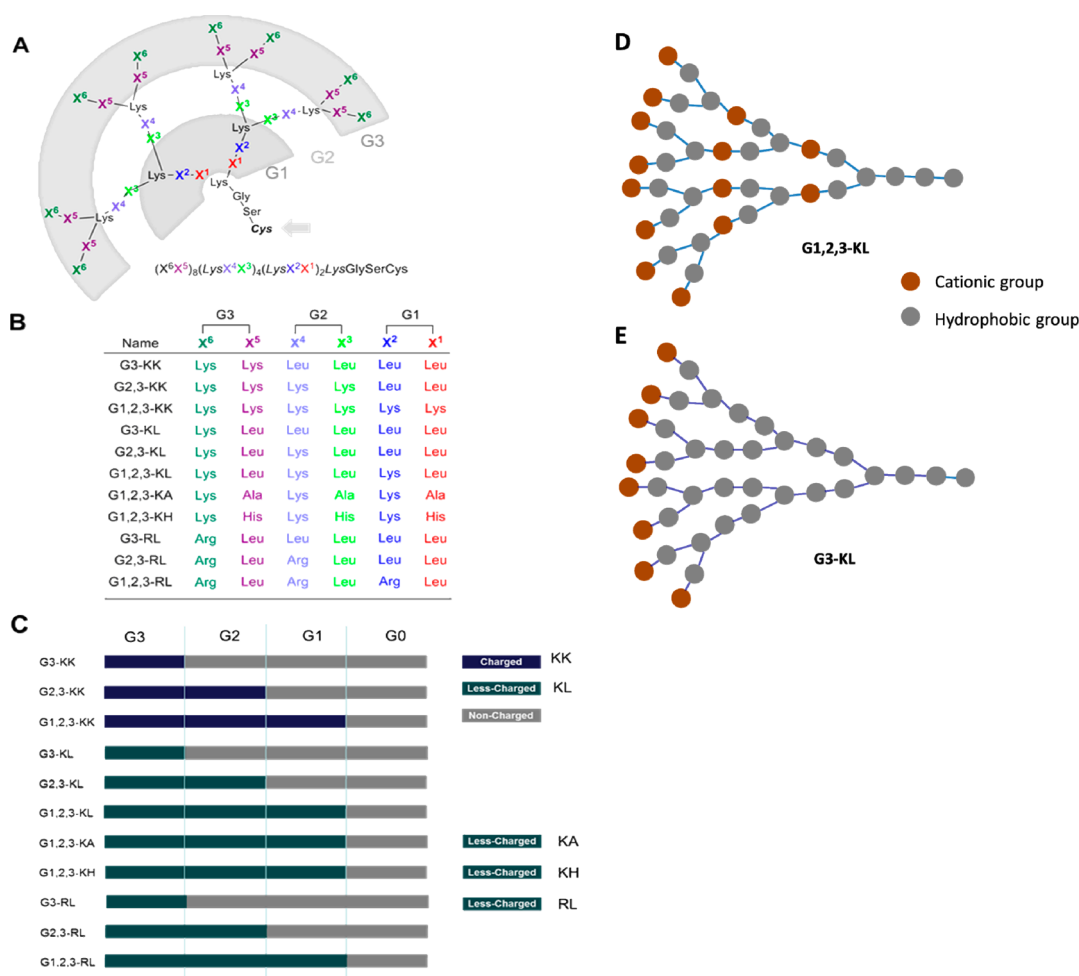 A
X⁶ X⁶ X⁶
X⁵ X⁵
X⁶ Lys X⁶
X⁵ X⁴ X⁵
X⁶ X⁵ Lys X³ X³ X⁴ Lys X⁵ X⁶
X⁴ Lys G3
X³ X² G2
Lys X² X¹ X¹ G1
X³ Lys
X⁶ X⁵ Lys X⁴ Gly
X⁵ Ser
X⁶ Cys
(X⁶X⁵)₈(LysX⁴X³)₄(LysX²X¹)₂LysGlySerCys
B
G3 G2 G1
Name X⁶ X⁵ X⁴ X³ X² X¹
G3-KK Lys Lys Leu Leu Leu Leu
G2,3-KK Lys Lys Lys Lys Leu Leu
G1,2,3-KK Lys Lys Lys Lys Lys Lys
G3-KL Lys Leu Leu Leu Leu Leu
G2,3-KL Lys Leu Lys Leu Leu Leu
G1,2,3-KL Lys Leu Lys Leu Lys Leu
G1,2,3-KA Lys Ala Lys Ala Lys Ala
G1,2,3-KH Lys His Lys His Lys His
G3-RL Arg Leu Leu Leu Leu Leu
G2,3-RL Arg Leu Arg Leu Leu Leu
G1,2,3-RL Arg Leu Arg Leu Arg Leu
C
G3 G2 G1 G0
G3-KK Charged KK
G2,3-KK Less-Charged KL
G1,2,3-KK Non-Charged
G3-KL
G2,3-KL
G1,2,3-KL
G1,2,3-KA Less-Charged KA
G1,2,3-KH Less-Charged KH
G3-RL Less-Charged RL
G2,3-RL
G1,2,3-RL
D
G1,2,3-KL
Cationic group
Hydrophobic group
E
G3-KL